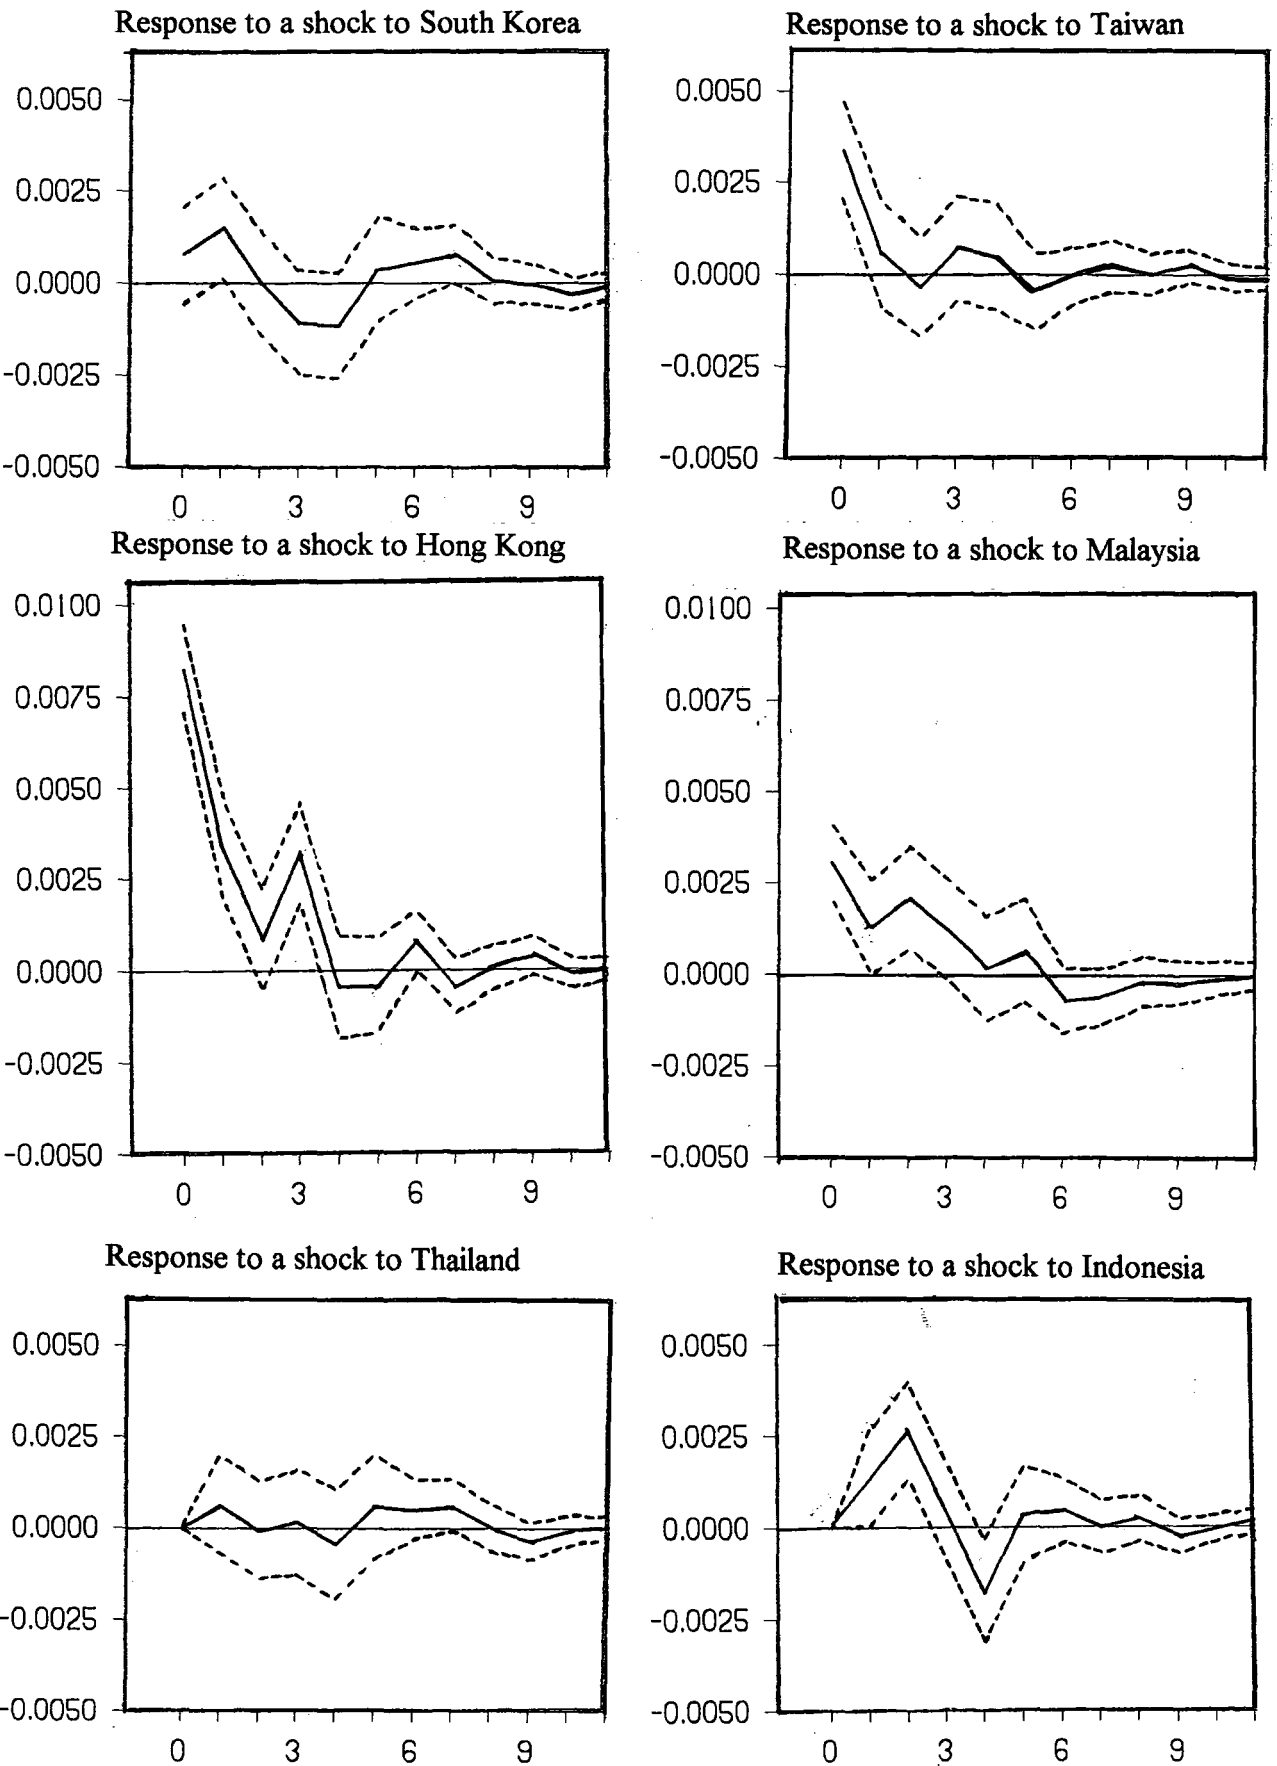 Response to a shock to South Korea
0.0050
0.0025
0.0000
-0.0025
-0.0050
0 3 6 9
Response to a shock to Taiwan
0.0050
0.0025
0.0000
-0.0025
-0.0050
0 3 6 9
Response to a shock to Hong Kong
0.0100
0.0075
0.0050
0.0025
0.0000
-0.0025
-0.0050
0 3 6 9
Response to a shock to Malaysia
0.0100
0.0075
0.0050
0.0025
0.0000
-0.0025
-0.0050
0 3 6 9
Response to a shock to Thailand
0.0050
0.0025
0.0000
-0.0025
-0.0050
0 3 6 9
Response to a shock to Indonesia
0.0050
0.0025
0.0000
-0.0025
-0.0050
0 3 6 9